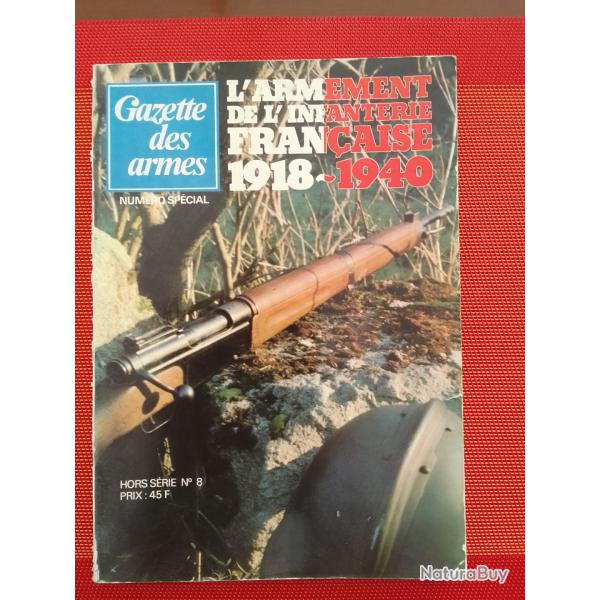 Gazette
des
armes
NUMÉRO SPÉCIAL
L'ARMEMENT
DE L'INFANTERIE
FRANÇAISE
1918~1940
HORS SÉRIE N° 8
PRIX : 45 F
NaturaBuy